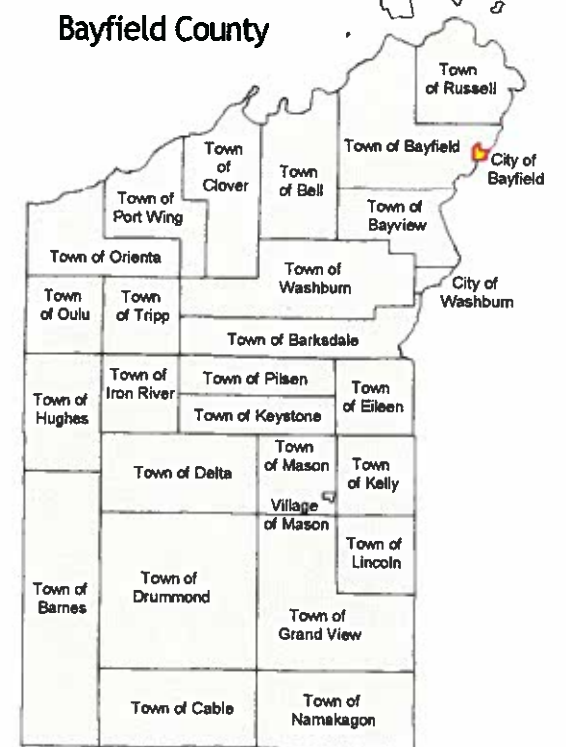 Bayfield County
Town
of Russell
Town of Bayfield
City of
Bayfield
Town
of
Clover
Town
of Bell
Town of
Port Wing
Town of
Bayview
Town of Orienta
Town of
Washburn
City of
Washburn
Town
of Oulu
Town
of Tripp
Town of Barksdale
Town of
Iron River
Town of Pilsen
Town
of Eileen
Town of
Hughes
Town of Keystone
Town of Delta
Town
of Mason
Town
of Kelly
Village
of Mason
Town of
Lincoln
Town of
Barnes
Town of
Drummond
Town of
Grand View
Town of Cable
Town of
Namakagon